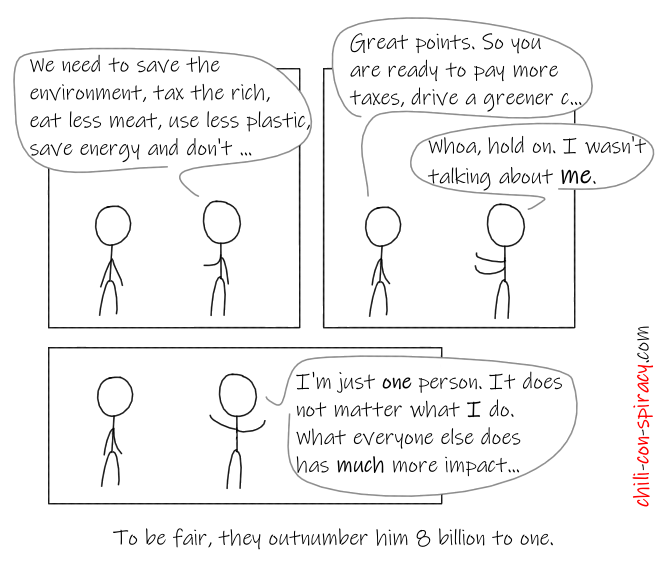 We need to save the
environment, tax the rich,
eat less meat, use less plastic,
save energy and don't ...
Great points. So you
are ready to pay more
taxes, drive a greener c...
Whoa, hold on. I wasn't
talking about me.
I'm just one person. It does
not matter what I do.
What everyone else does
has much more impact...
To be fair, they outnumber him 8 billion to one.
chili-con-spiracy.com